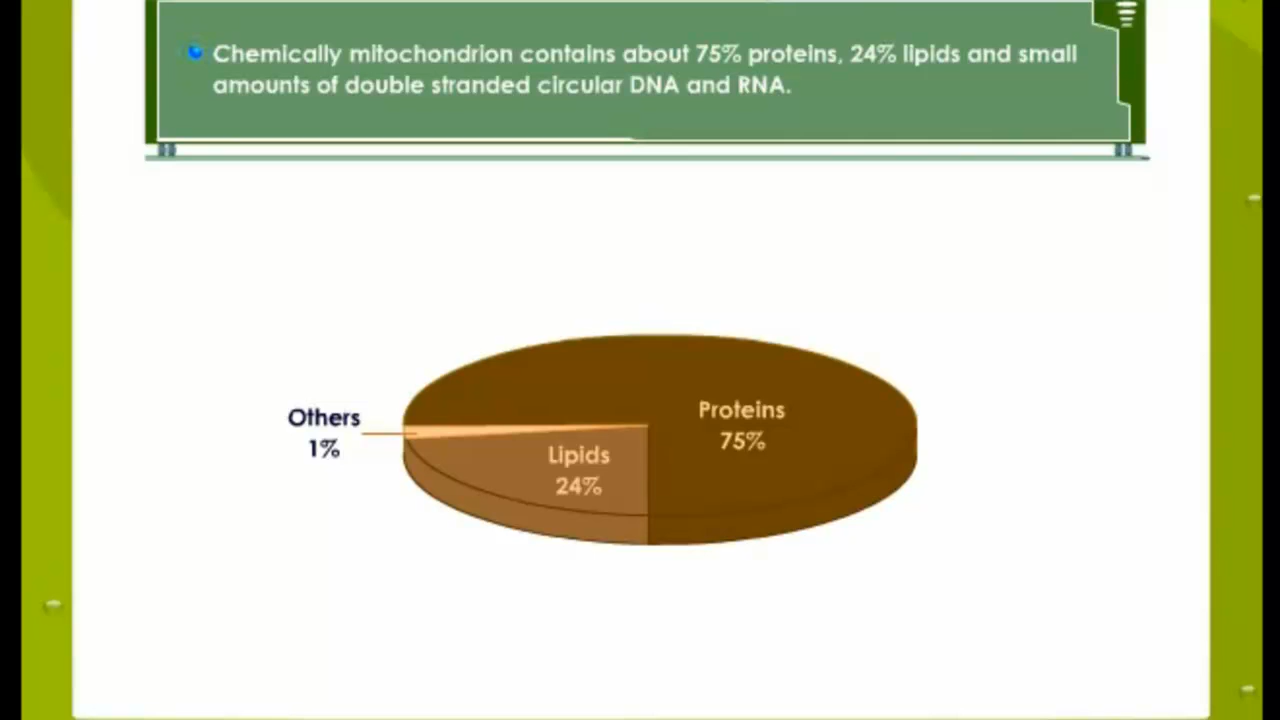 Chemically mitochondrion contains about 75% proteins, 24% lipids and small
amounts of double stranded circular DNA and RNA.
Others
1%
Proteins
75%
Lipids
24%